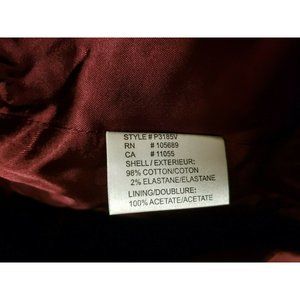 STYLE # P3185V
RN # 105689
CA # 11055
SHELL / EXTERIEUR:
98% COTTON/COTON
2% ELASTANE/ELASTANE
LINING/DOUBLURE:
100% ACETATE/ACETATE